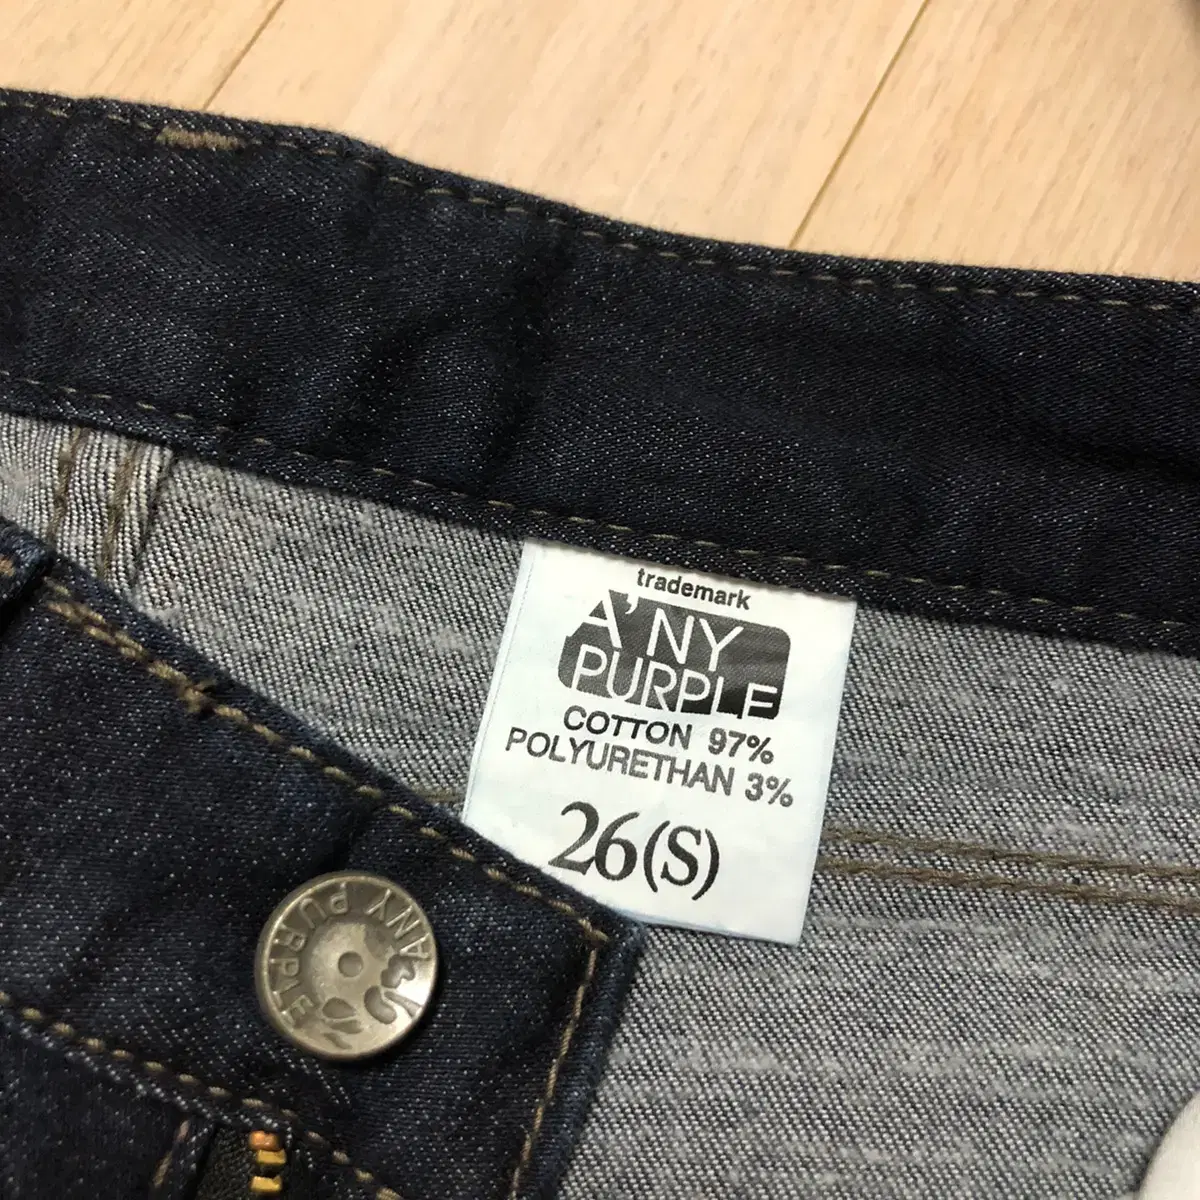 trademark
A'NY
PURPLE
COTTON 97%
POLYURETHAN 3%
26(S)
A'NY PURPLE